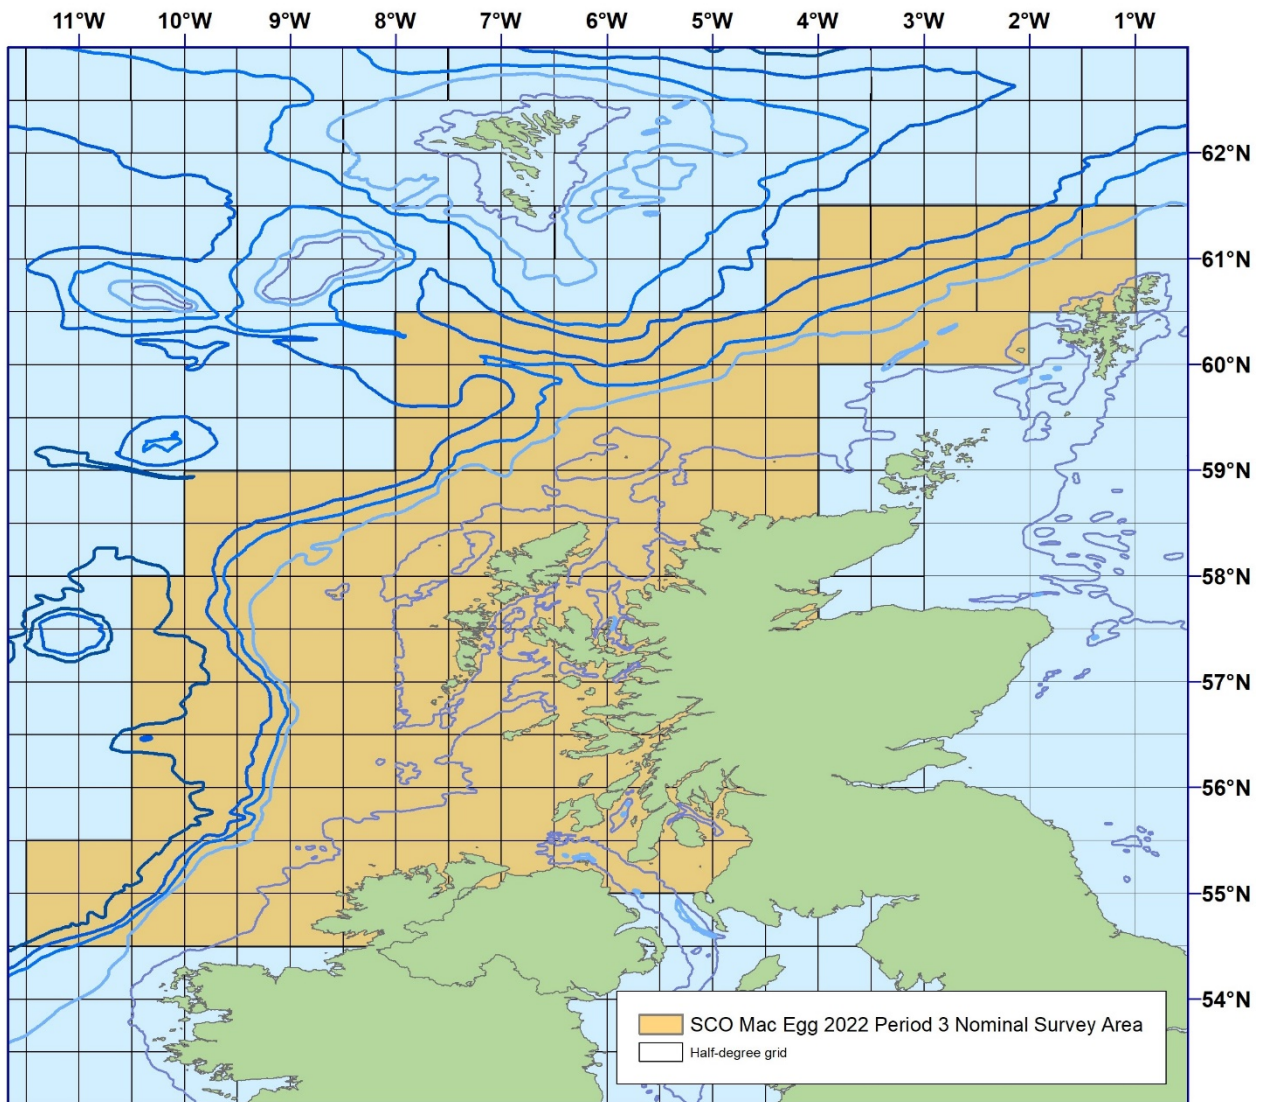 11°W 10°W 9°W 8°W 7°W 6°W 5°W 4°W 3°W 2°W 1°W
62°N
61°N
60°N
59°N
58°N
57°N
56°N
55°N
54°N
SCO Mac Egg 2022 Period 3 Nominal Survey Area
Half-degree grid